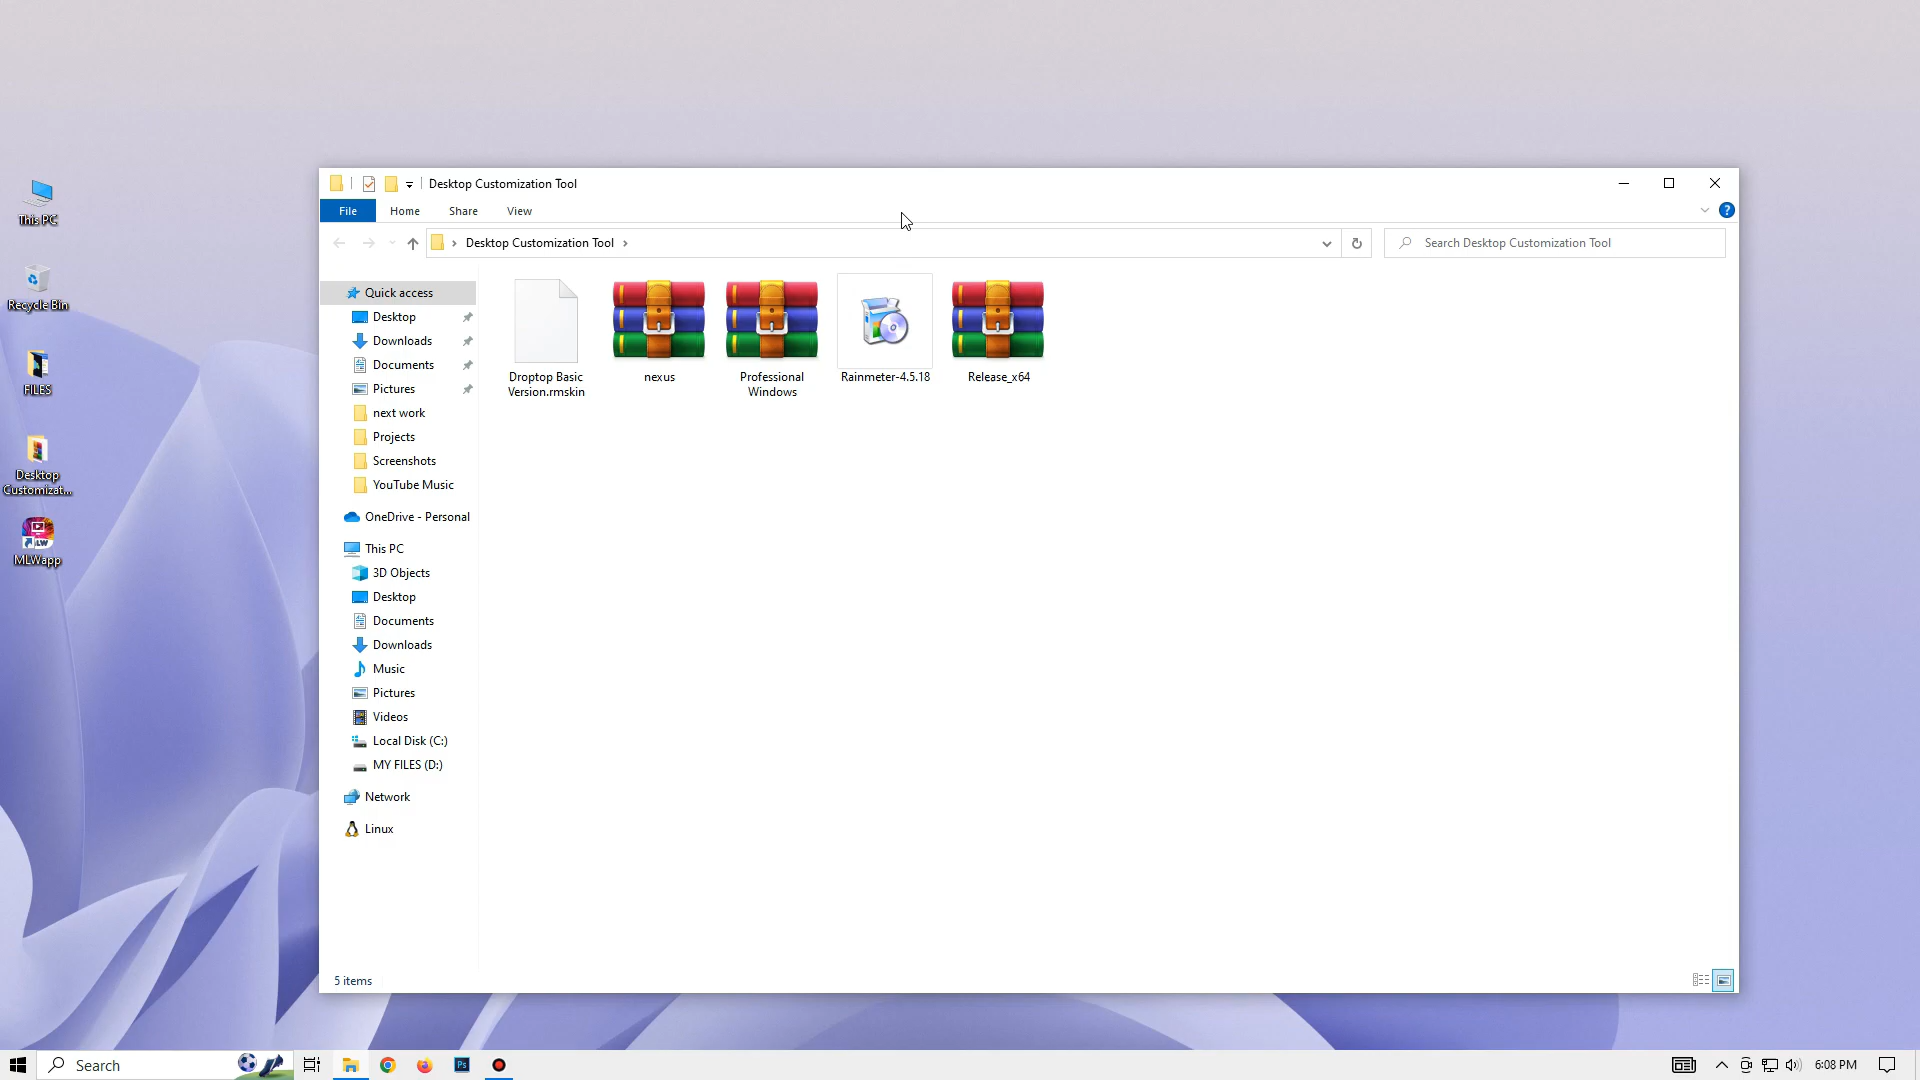 Desktop Customization Tool
File Home Share View
Desktop Customization Tool
Search Desktop Customization Tool
This PC
Recycle Bin
FILES
Desktop
Customizat...
MLWapp
Quick access
Desktop
Downloads
Documents
Pictures
next work
Projects
Screenshots
YouTube Music
OneDrive - Personal
This PC
3D Objects
Desktop
Documents
Downloads
Music
Pictures
Videos
Local Disk (C:)
MY FILES (D:)
Network
Linux
Droptop Basic
Version.rmskin
nexus
Professional
Windows
Rainmeter-4.5.18
Release_x64
5 items
Search
Ps
6:08 PM